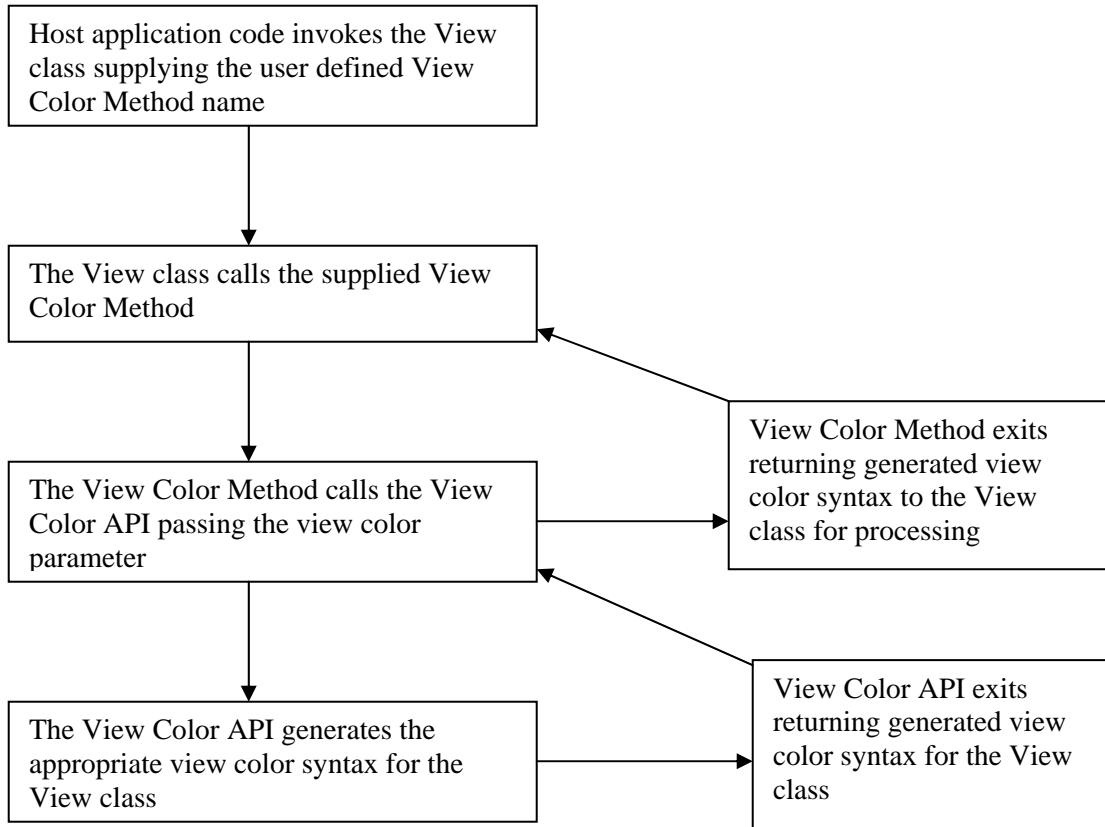 Host application code invokes the View
class supplying the user defined View
Color Method name
The View class calls the supplied View
Color Method
View Color Method exits
returning generated view
color syntax to the View
class for processing
The View Color Method calls the View
Color API passing the view color
parameter
View Color API exits
returning generated view
color syntax for the View
class
The View Color API generates the
appropriate view color syntax for the
View class